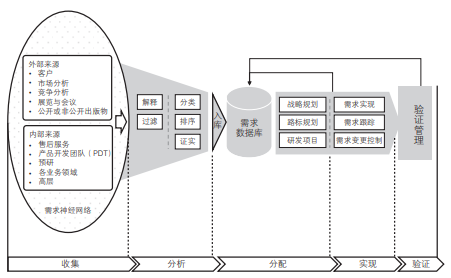 外部来源
• 客户
• 市场分析
• 竞争分析
• 展览与会议
• 公开或非公开出版物
内部来源
• 售后服务
• 产品开发团队（PDT）
• 预研
• 各业务领域
• 高层
需求神经网络
解释
过滤
分类
排序
证实
入库
需求
数据库
战略规划
路标规划
研发项目
需求实现
需求跟踪
需求变更控制
验证管理
收集
分析
分配
实现
验证